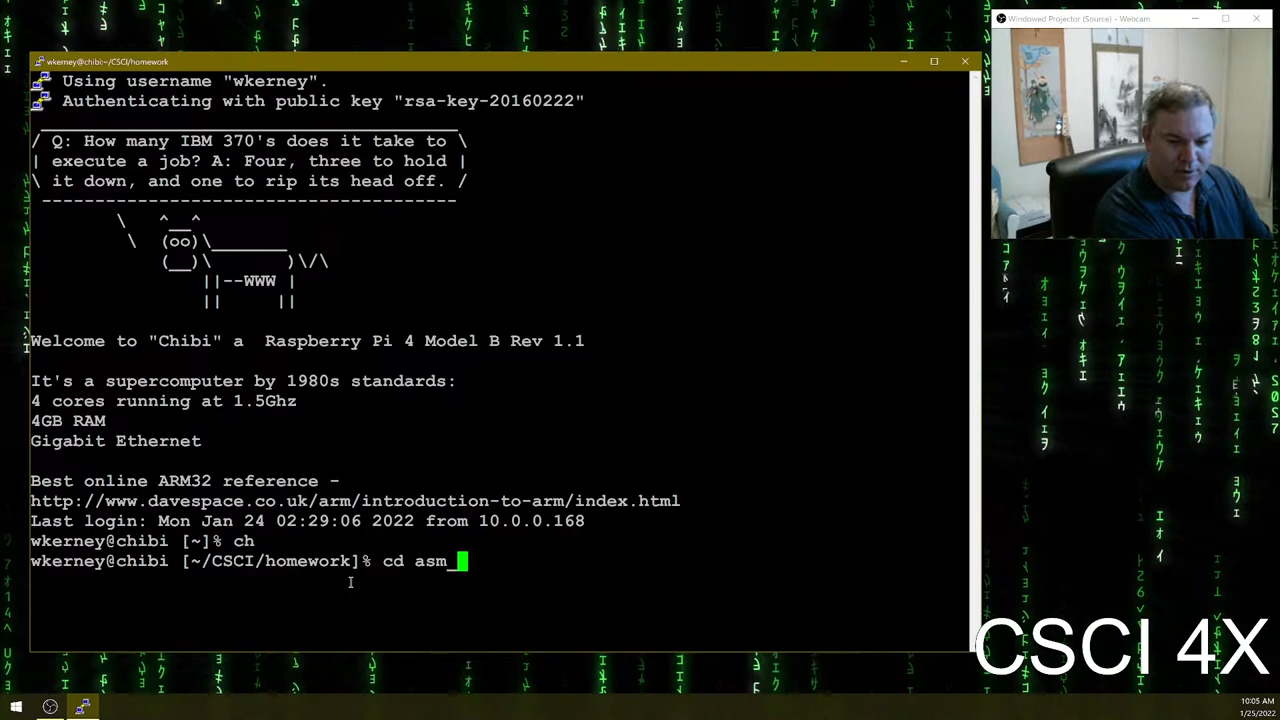 Windowed Projector (Source) - Webcam
wkerney@chibi:~/CSCI/homework
Using username "wkerney".
Authenticating with public key "rsa-key-20160222"
/ Q: How many IBM 370's does it take to \
| execute a job? A: Four, three to hold |
\ it down, and one to rip its head off. /
----------------------------------------
\ ^__^
\ (oo)\_______
(__)\ )\/\
||--WWW |
|| ||
Welcome to "Chibi" a  Raspberry Pi 4 Model B Rev 1.1
It's a supercomputer by 1980s standards:
4 cores running at 1.5Ghz
4GB RAM
Gigabit Ethernet
Best online ARM32 reference -
http://www.davespace.co.uk/arm/introduction-to-arm/index.html
Last login: Mon Jan 24 02:29:06 2022 from 10.0.0.168
wkerney@chibi [~]% ch
wkerney@chibi [~/CSCI/homework]% cd asm_
CSCI 4X
10:05 AM
1/25/2022